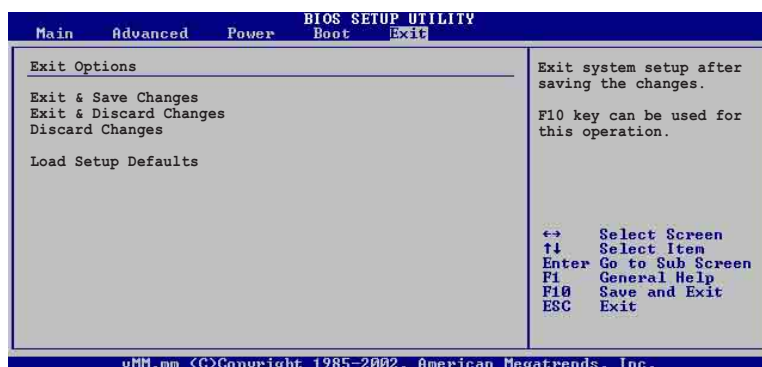 BIOS SETUP UTILITY
Main Advanced Power Boot Exit
Exit Options
Exit & Save Changes
Exit & Discard Changes
Discard Changes
Load Setup Defaults
Exit system setup after
saving the changes.
F10 key can be used for
this operation.
↔ Select Screen
↑↓ Select Item
Enter Go to Sub Screen
F1 General Help
F10 Save and Exit
ESC Exit
vMM.mm (C)Copyright 1985-2002, American Megatrends, Inc.